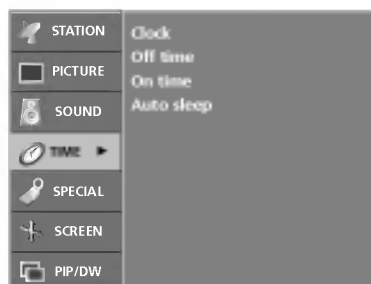 STATION
PICTURE
SOUND
TIME
SPECIAL
SCREEN
PIP/DW
Clock
Off time
On time
Auto sleep